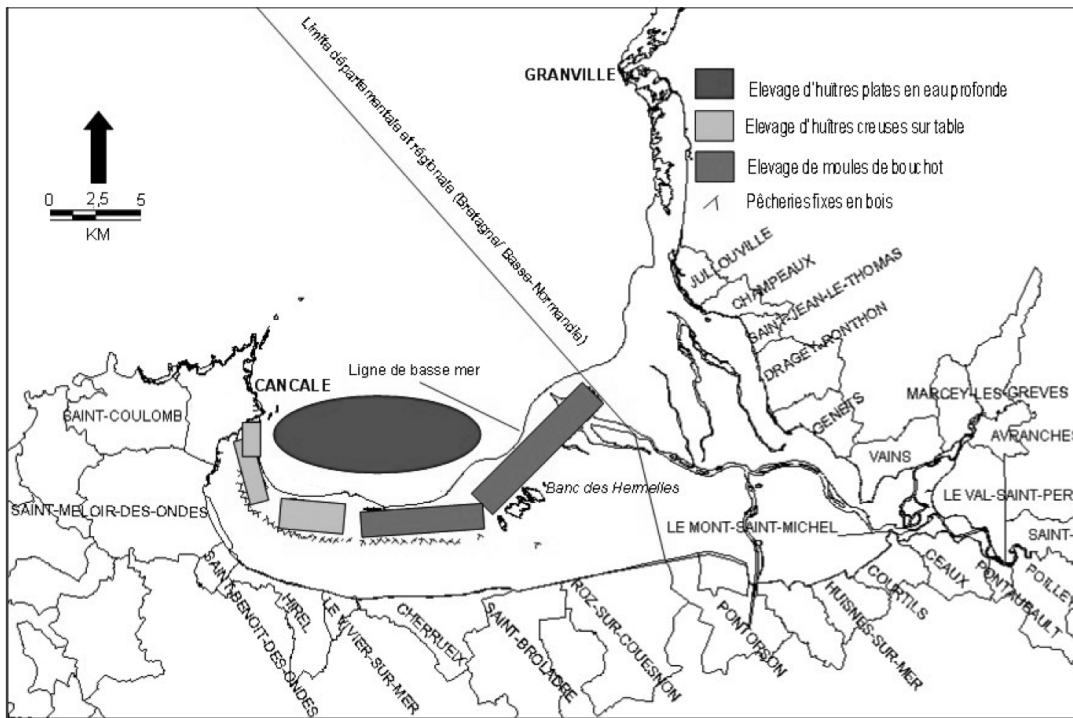 Limite départementale et régionale (Bretagne/ Basse-Normandie)
GRANVILLE
Elevage d'huîtres plates en eau profonde
Elevage d'huîtres creuses sur table
Elevage de moules de bouchot
Pêcheries fixes en bois
0 2,5 5
KM
JULLOUVILLE
CHAMPEAUX
SAINT-JEAN-LE-THOMAS
DRAGEY-RONTHON
GENETS
MARCEY-LES-GREVES
AVRANCHES
VAINS
Ligne de basse mer
CANCALE
SAINT-COULOMB
Banc des Hermelles
LE VAL-SAINT-PER
SAINT-MELOIR-DES-ONDES
LE MONT-SAINT-MICHEL
SAINT-
SAINT-BENOIT-DES-ONDES
HIREL
LE VIVIER-SUR-MER
CHERRUEIX
SAINT-BROLADRE
ROZ-SUR-COUESNON
PONTORSON
HUISNES-SUR-MER
COURTILS
CEAUX
PONTAUBAULT
POILLEY